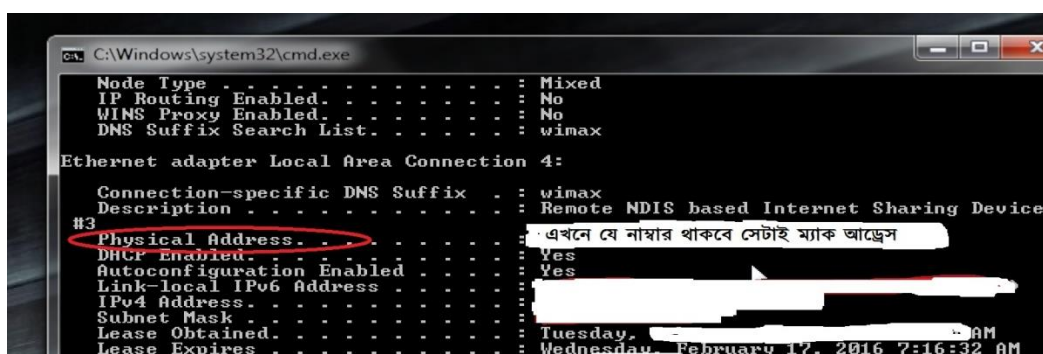 C:\Windows\system32\cmd.exe
Node Type . . . . . . . . . . . . : Mixed
IP Routing Enabled. . . . . . . . : No
WINS Proxy Enabled. . . . . . . . : No
DNS Suffix Search List. . . . . . : wimax
Ethernet adapter Local Area Connection 4:
Connection-specific DNS Suffix . : wimax
Description . . . . . . . . . . . : Remote NDIS based Internet Sharing Device
#3
Physical Address. . . . . . . . . : এখনে যে নাম্বার থাকবে সেটাই ম্যাক আড্রেস
DHCP Enabled. . . . . . . . . . . : Yes
Autoconfiguration Enabled . . . . : Yes
Link-local IPv6 Address . . . . . :
IPv4 Address. . . . . . . . . . . :
Subnet Mask . . . . . . . . . . . :
Lease Obtained. . . . . . . . . . : Tuesday, AM
Lease Expires . . . . . . . . . . : Wednesday, February 17, 2016 7:16:32 AM